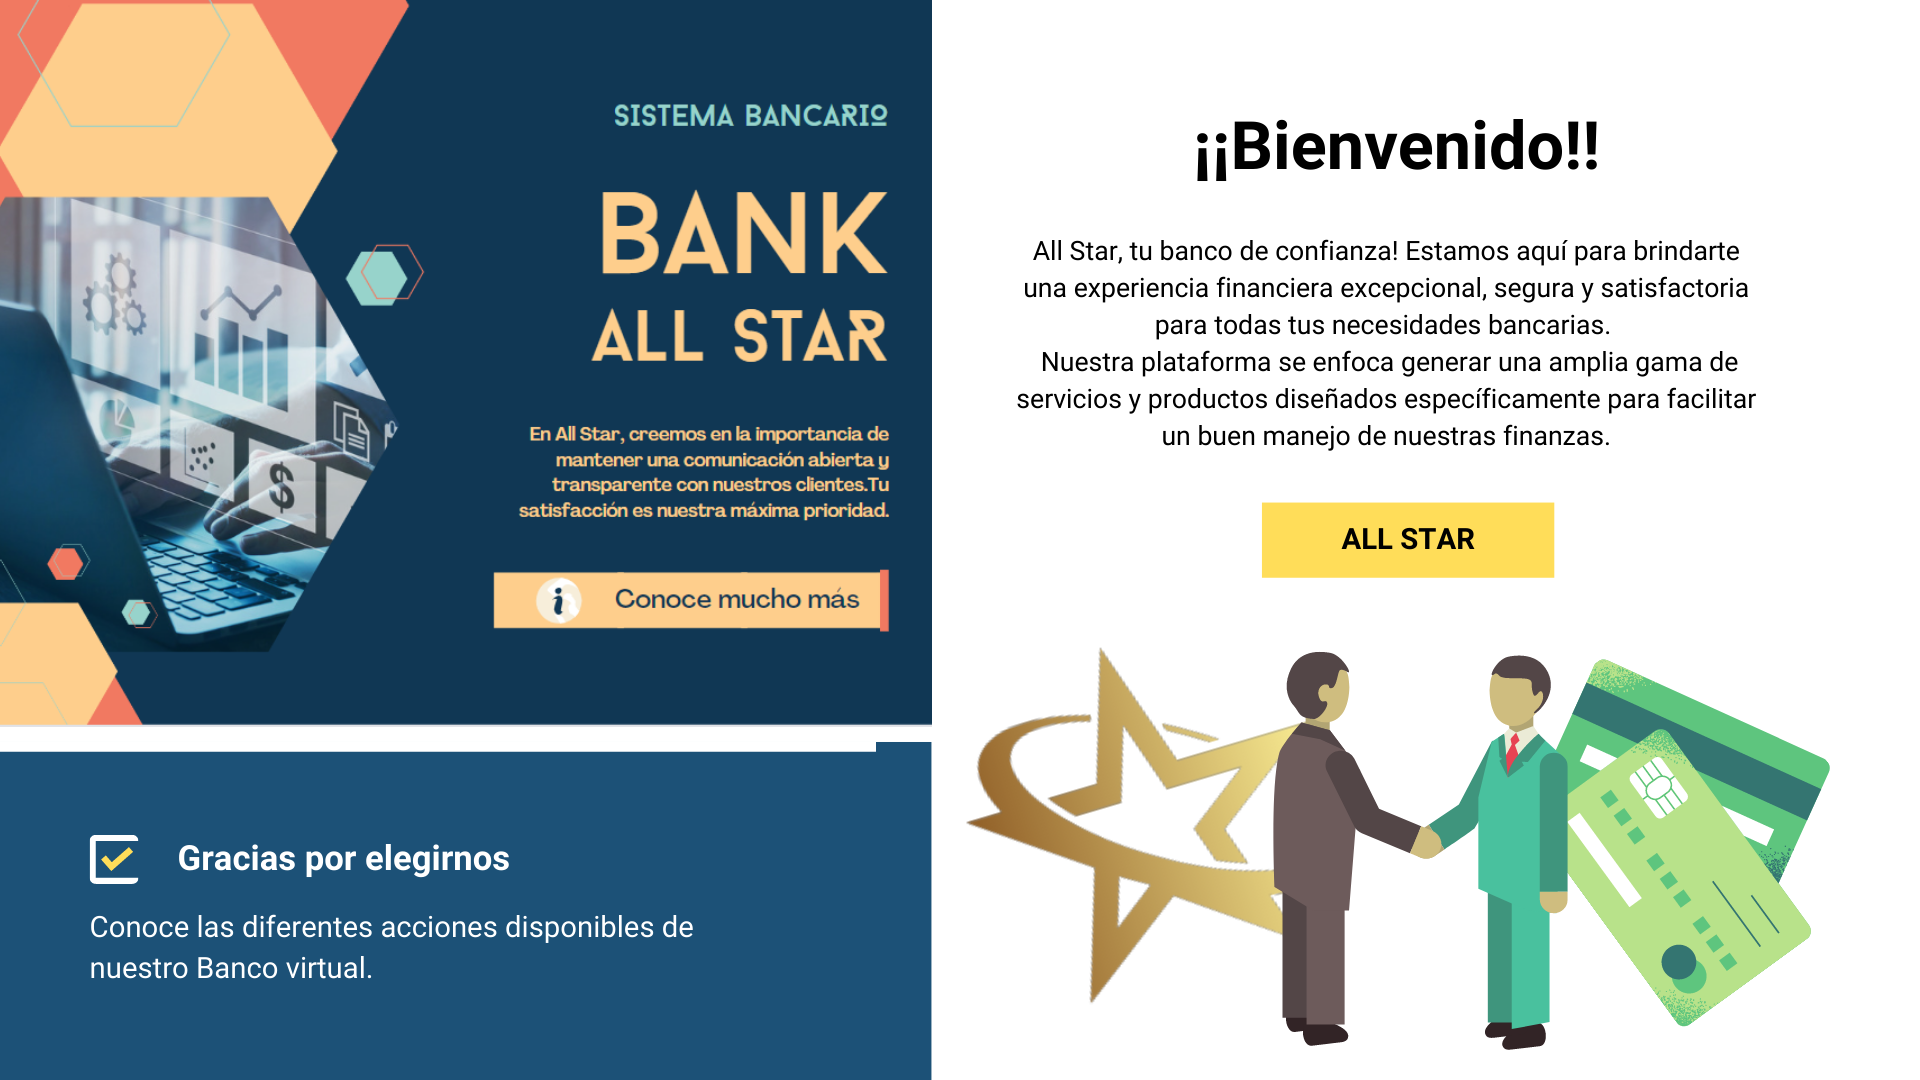 SISTEMA BANCARIO
BANK
ALL STAR
En All Star, creemos en la importancia de
mantener una comunicación abierta y
transparente con nuestros clientes.Tu
satisfacción es nuestra máxima prioridad.
i Conoce mucho más
Gracias por elegirnos
Conoce las diferentes acciones disponibles de
nuestro Banco virtual.
¡¡Bienvenido!!
All Star, tu banco de confianza! Estamos aquí para brindarte
una experiencia financiera excepcional, segura y satisfactoria
para todas tus necesidades bancarias.
Nuestra plataforma se enfoca generar una amplia gama de
servicios y productos diseñados específicamente para facilitar
un buen manejo de nuestras finanzas.
ALL STAR